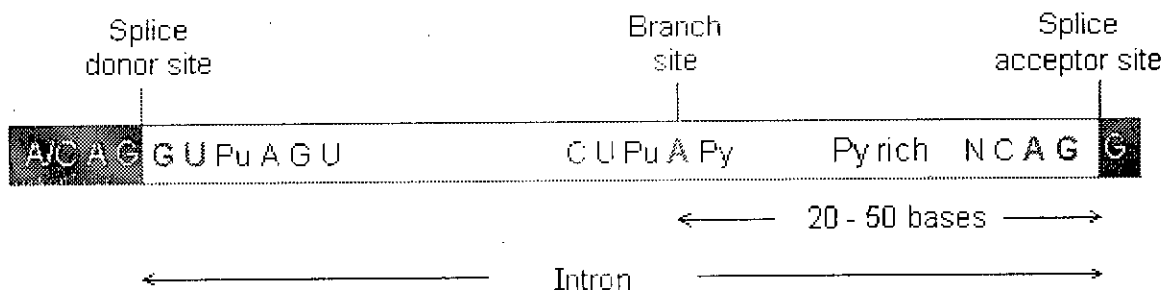 Splice
donor site
Branch
site
Splice
acceptor site
A/C A G G U Pu A G U C U Pu A Py Py rich N C A G G
20 - 50 bases
Intron